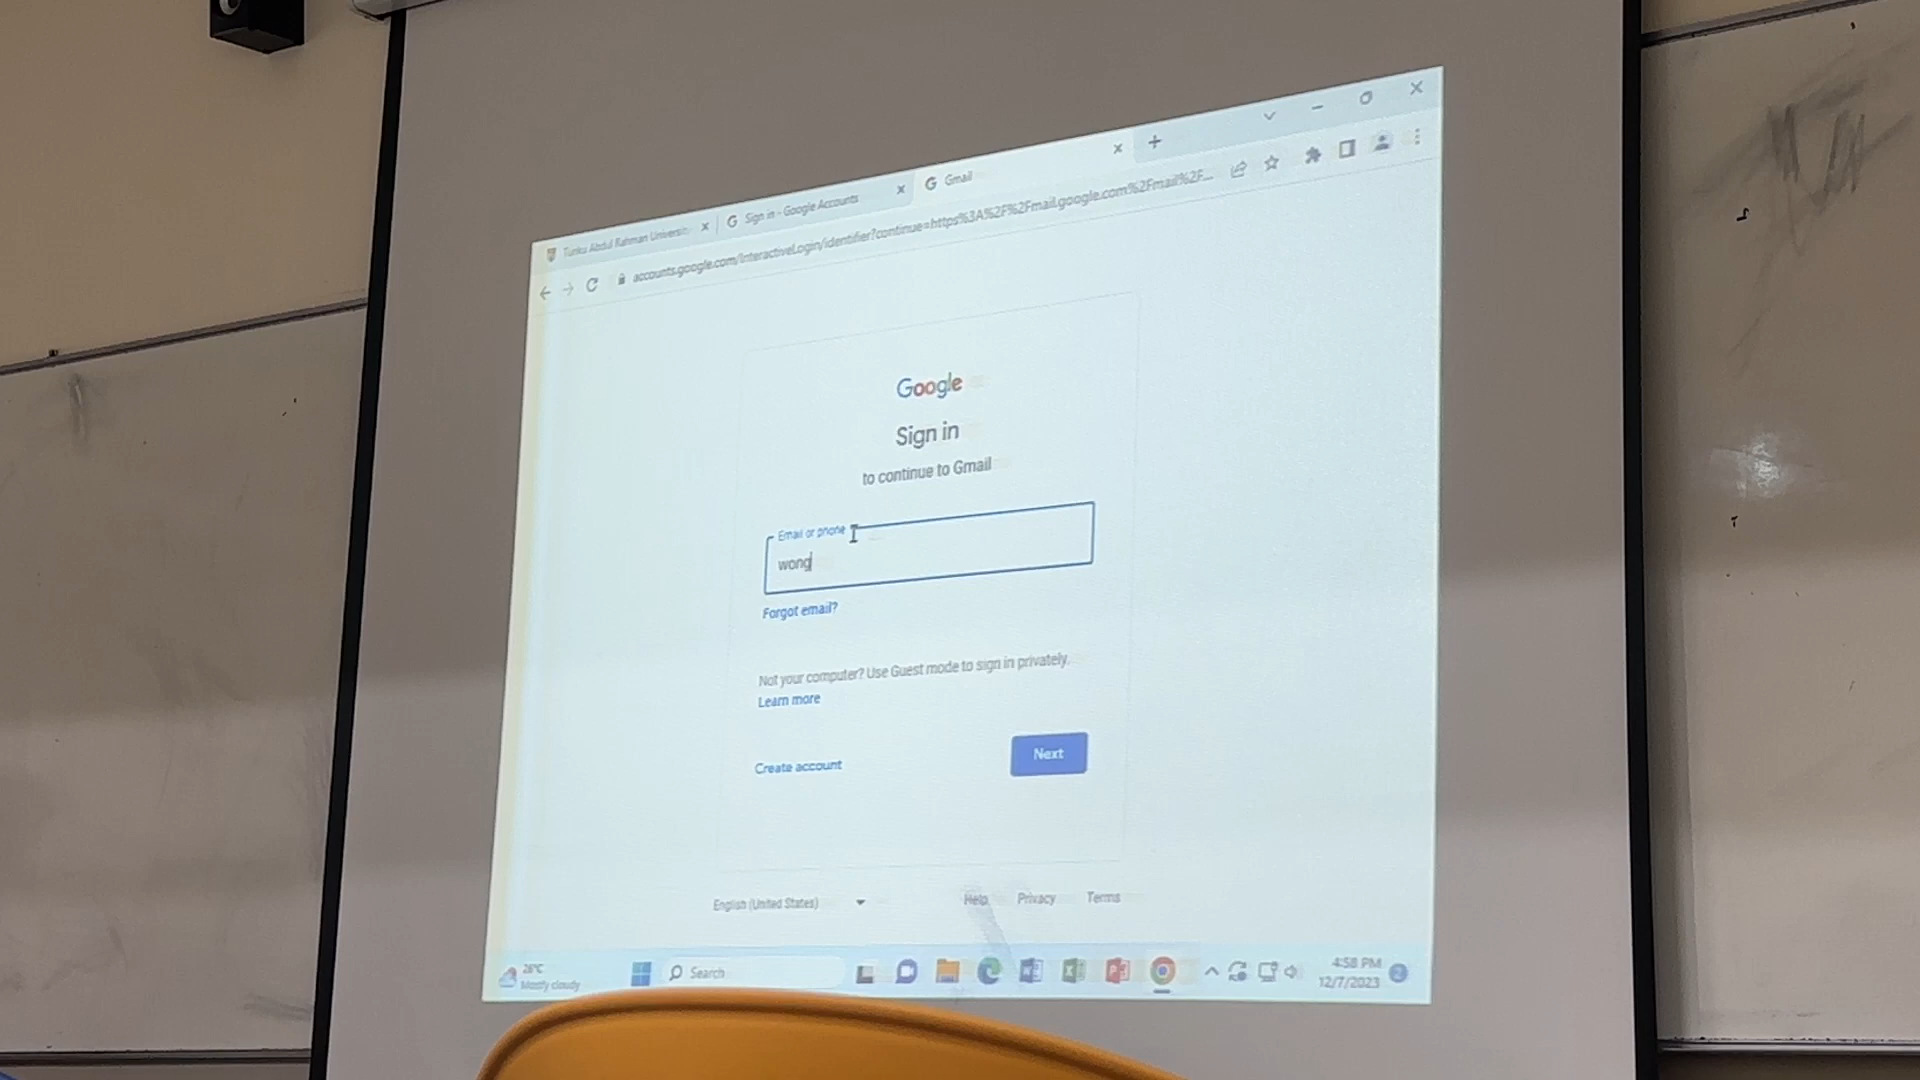 Tunku Abdul Rahman Universit
Sign in - Google Accounts
Gmail
accounts.google.com/InteractiveLogin/identifier?continue=https%3A%2F%2Fmail.google.com%2Fmail%2F...
Google
Sign in
to continue to Gmail
Email or phone
wong
Forgot email?
Not your computer? Use Guest mode to sign in privately.
Learn more
Create account
Next
English (United States)
Help Privacy Terms
26°C
Mostly cloudy
Search
4:58 PM
12/7/2023
2